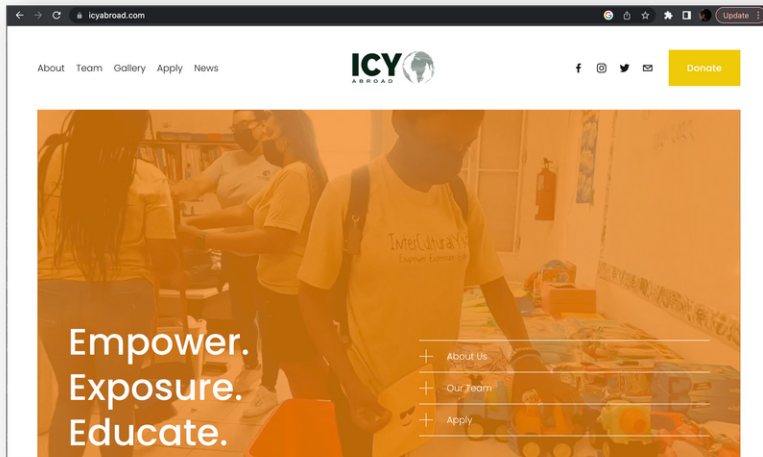 icyabroad.com
Update
About Team Gallery Apply News
ICY
ABROAD
Donate
Empower.
Exposure.
Educate.
About Us
Our Team
Apply